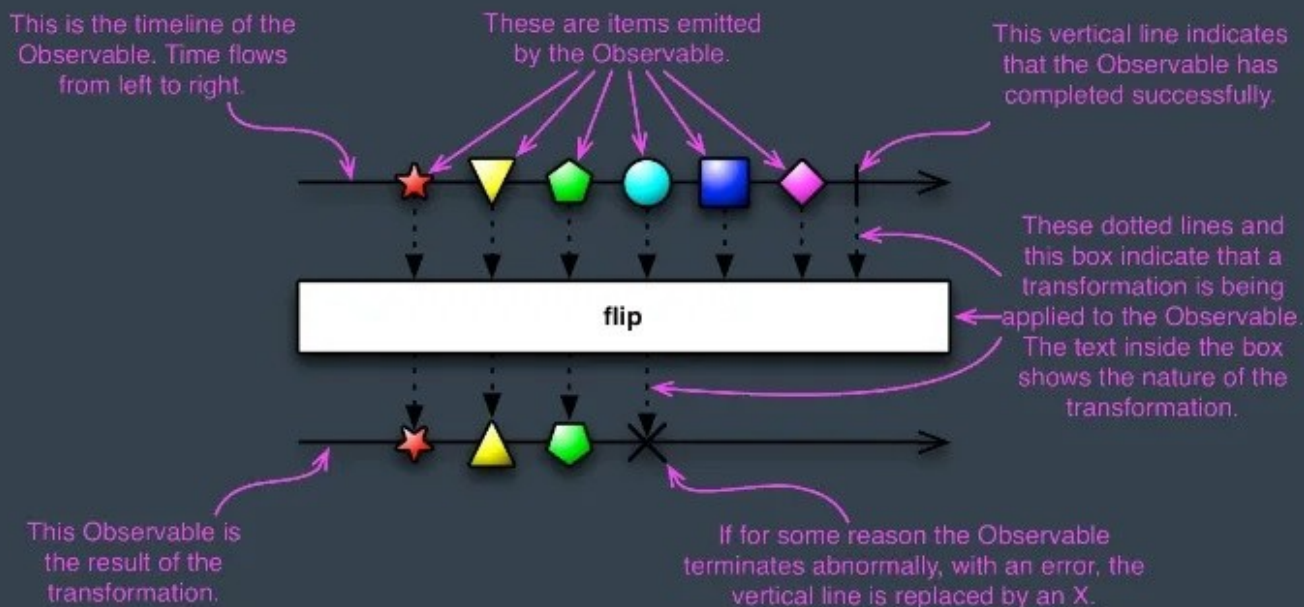 This is the timeline of the
Observable. Time flows
from left to right.
These are items emitted
by the Observable.
This vertical line indicates
that the Observable has
completed successfully.
These dotted lines and
this box indicate that a
transformation is being
applied to the Observable.
The text inside the box
shows the nature of the
transformation.
flip
This Observable is
the result of the
transformation.
If for some reason the Observable
terminates abnormally, with an error, the
vertical line is replaced by an X.